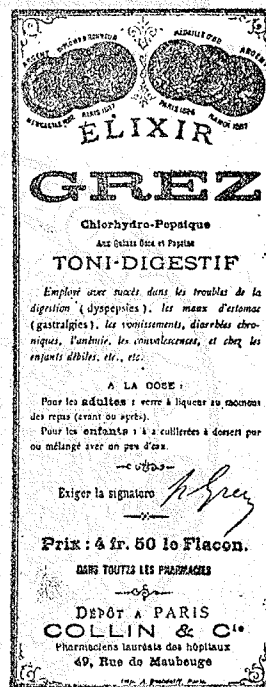 ÉLIXIR
GREZ
Chlorhydro-Pepsique
TONI-DIGESTIF
Employé avec succès dans les troubles de la
digestion (dyspepsies), les maux d'estomac
(gastralgies), les vomissements, diarrhées chro-
niques, l'anémie, les convalescences, et chez les
enfants débiles, etc., etc.
A LA DOSE :
Pour les adultes : verre à liqueur au moment
des repas (avant ou après).
Pour les enfants : 1 à 2 cuillerées à dessert pur
ou mélangé avec un peu d'eau.
Exiger la signature P. Grez
Prix : 4 fr. 50 le Flacon.
DANS TOUTES LES PHARMACIES
DÉPÔT A PARIS
COLLIN & Cie
Pharmaciens lauréats des hôpitaux
49, Rue de Maubeuge